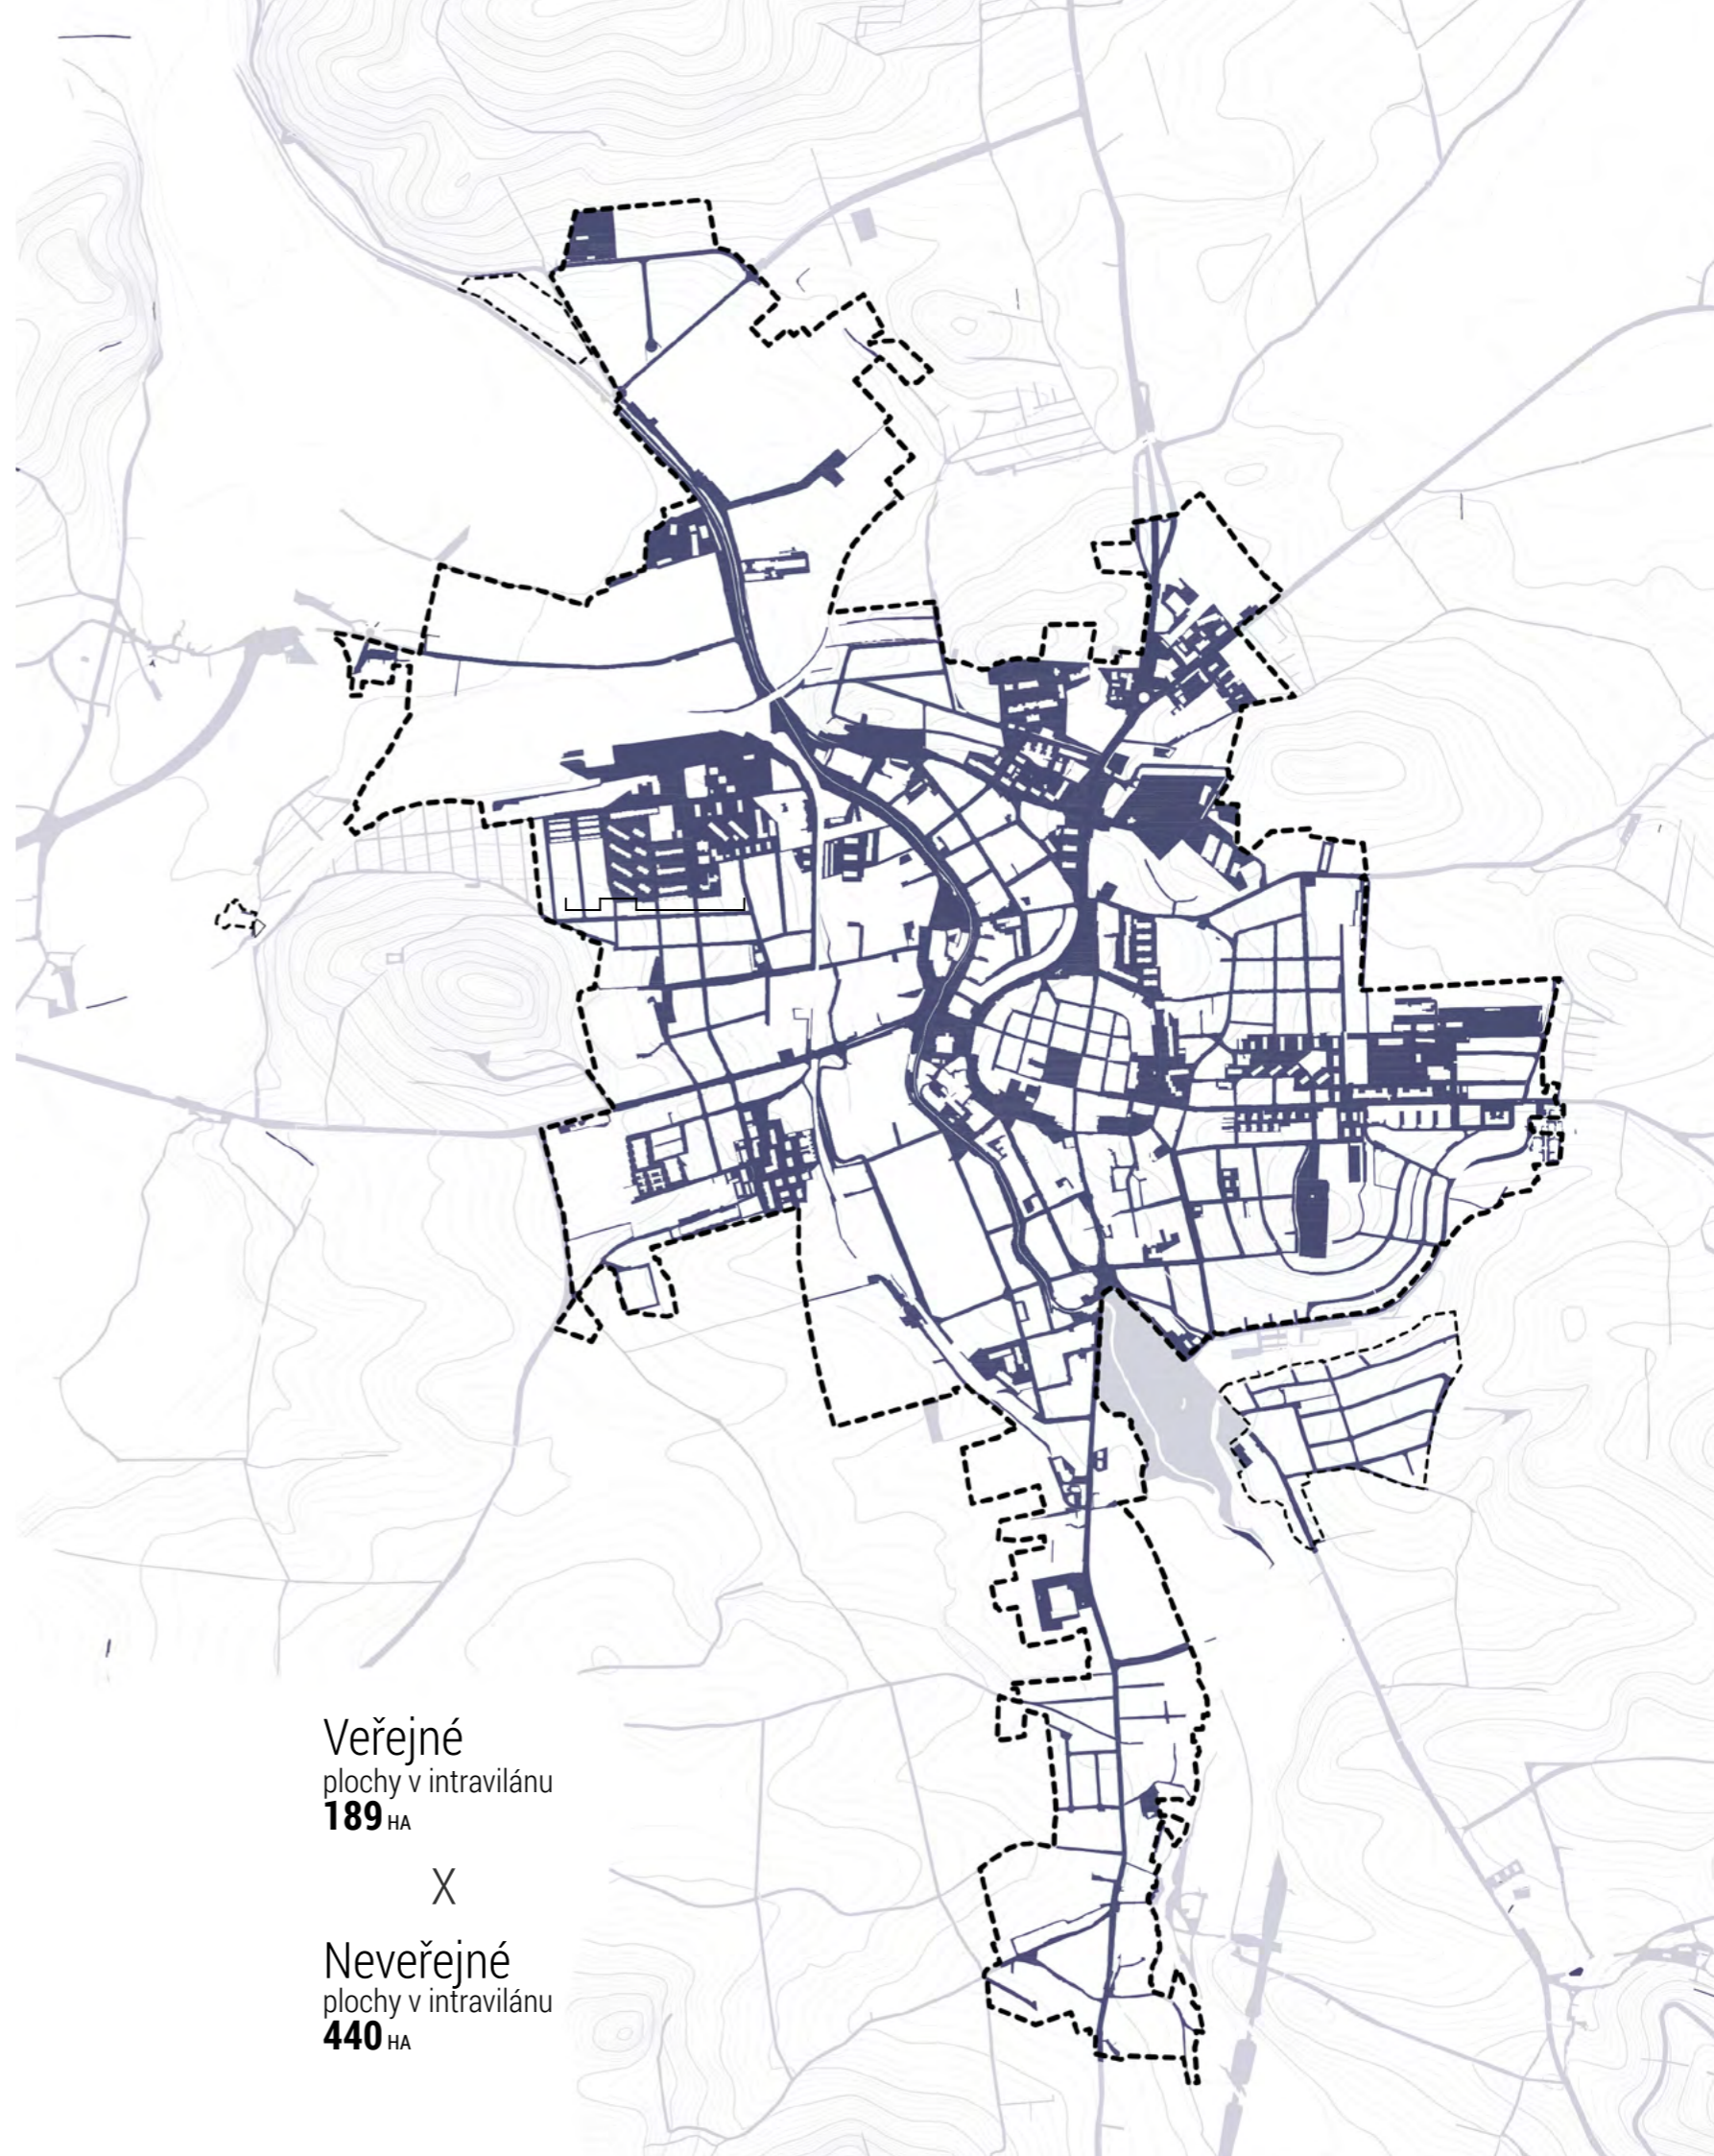 Veřejné
plochy v intravilánu
189 HA
X
Neveřejné
plochy v intravilánu
440 HA